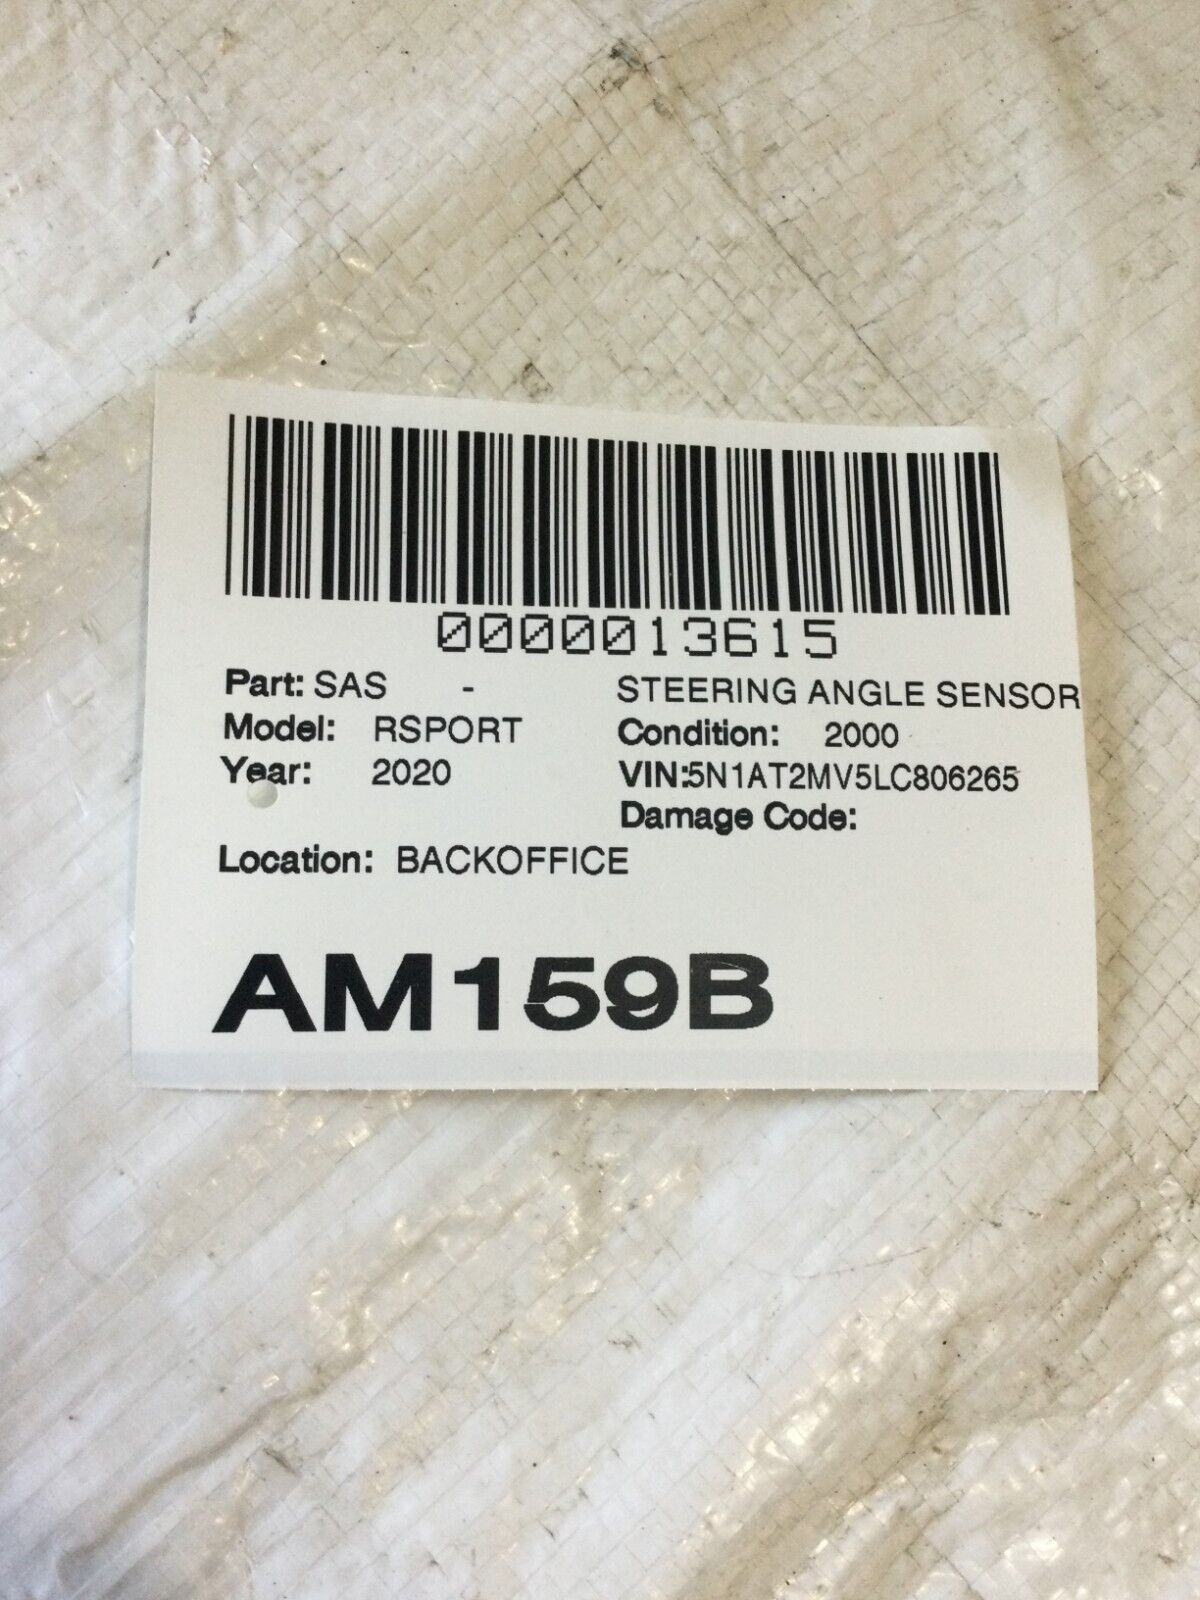 0000013615
Part: SAS - STEERING ANGLE SENSOR
Model: RSPORT Condition: 2000
Year: 2020 VIN:5N1AT2MV5LC806265
Damage Code:
Location: BACKOFFICE
AM159B